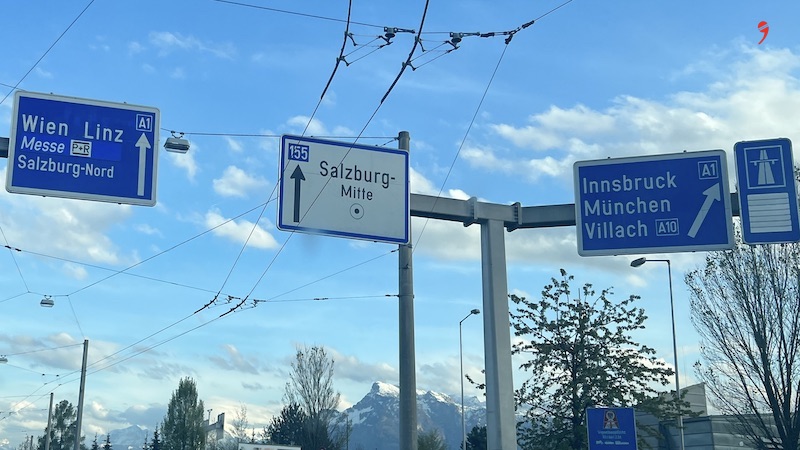 Wien Linz A1
Messe P+R
Salzburg-Nord
155
Salzburg-
Mitte
Innsbruck A1
München
Villach A10